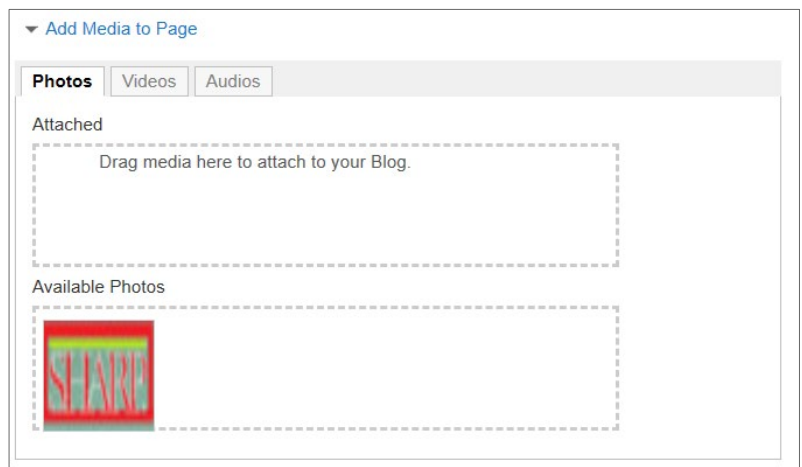 Add Media to Page
Photos Videos Audios
Attached
Drag media here to attach to your Blog.
Available Photos
SHARP